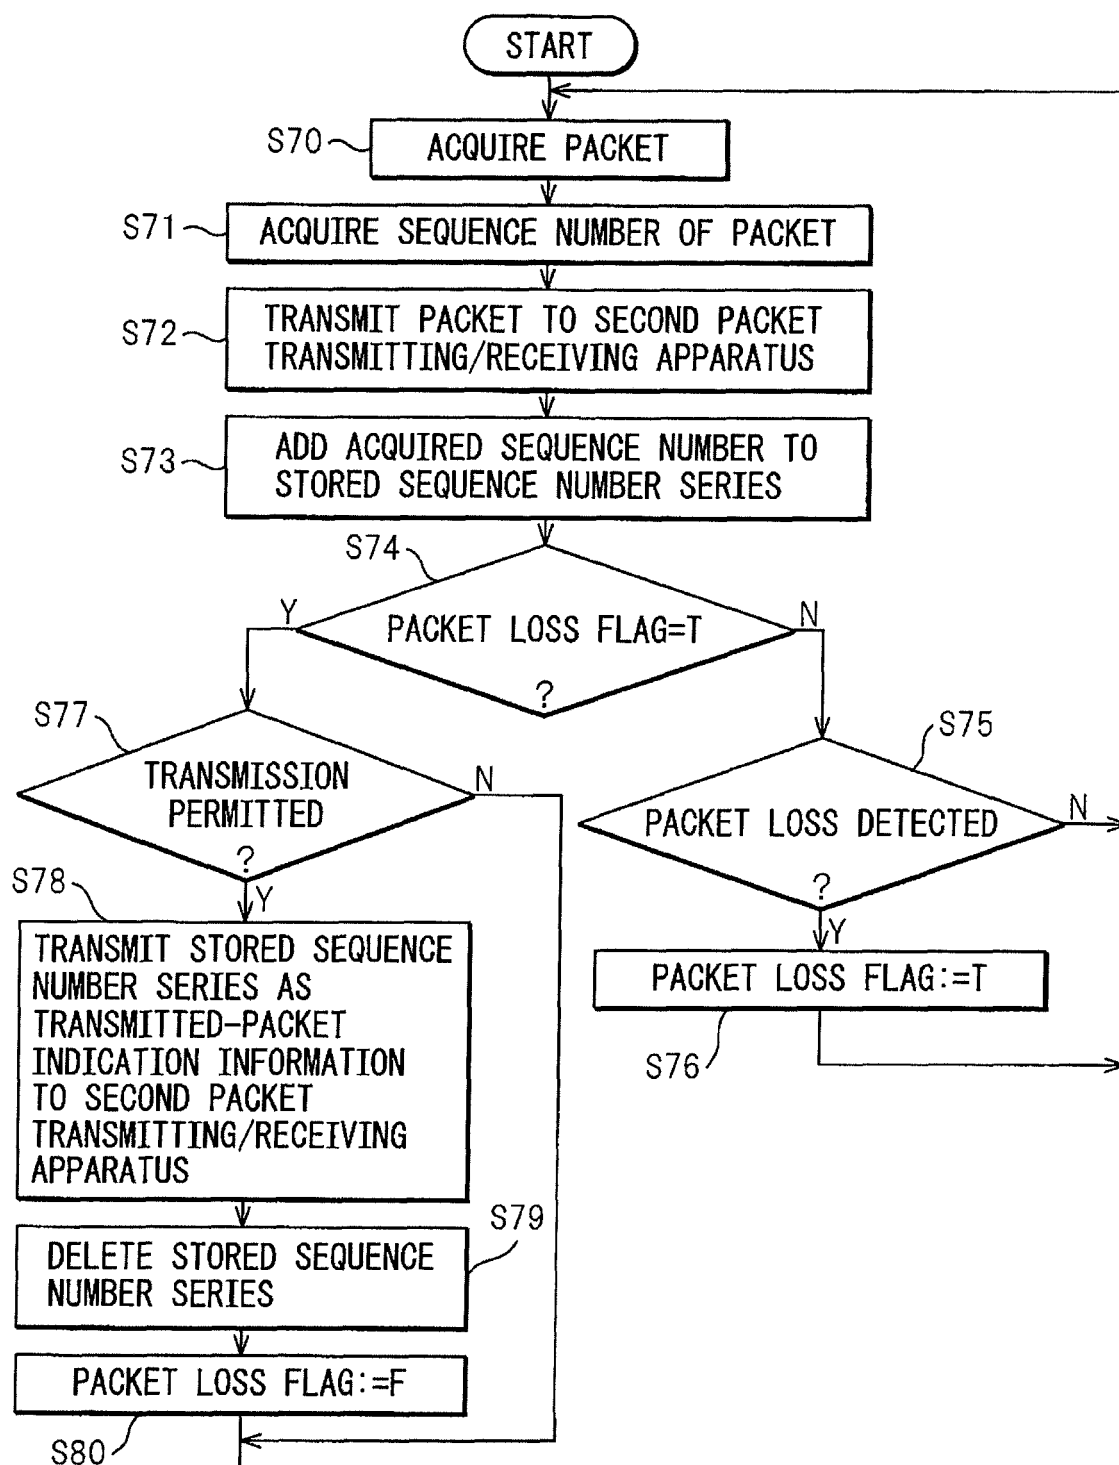 START
S70
ACQUIRE PACKET
S71
ACQUIRE SEQUENCE NUMBER OF PACKET
S72
TRANSMIT PACKET TO SECOND PACKET
TRANSMITTING/RECEIVING APPARATUS
S73
ADD ACQUIRED SEQUENCE NUMBER TO
STORED SEQUENCE NUMBER SERIES
S74
Y
PACKET LOSS FLAG=T
?
N
S77
TRANSMISSION
PERMITTED
?
N
Y
S75
PACKET LOSS DETECTED
?
N
Y
S78
TRANSMIT STORED SEQUENCE
NUMBER SERIES AS
TRANSMITTED-PACKET
INDICATION INFORMATION
TO SECOND PACKET
TRANSMITTING/RECEIVING
APPARATUS
PACKET LOSS FLAG:=T
S76
S79
DELETE STORED SEQUENCE
NUMBER SERIES
PACKET LOSS FLAG:=F
S80